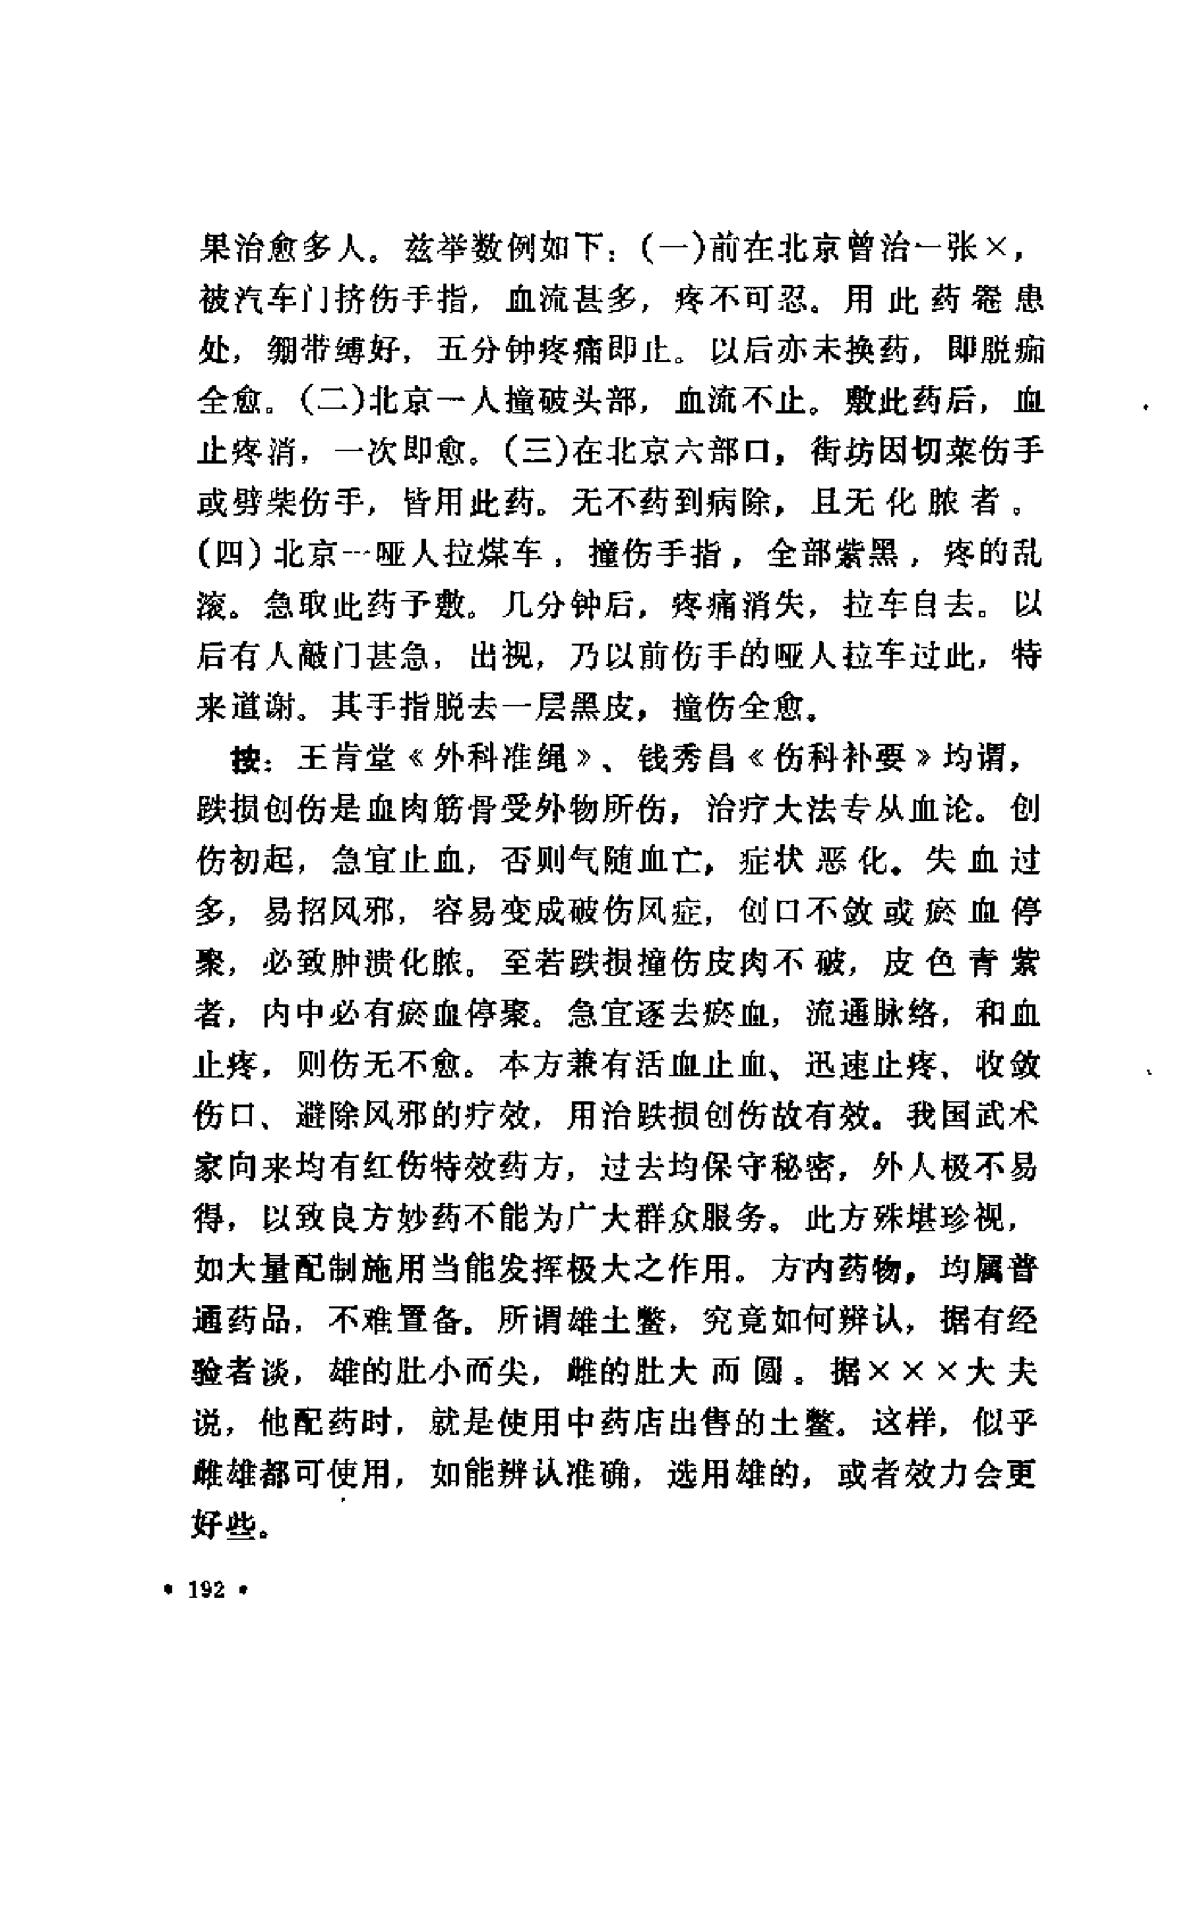 果治愈多人。兹举数例如下：(一)前在北京曾治一张×，
被汽车门挤伤手指，血流甚多，疼不可忍。用此药卷患
处，绷带缚好，五分钟疼痛即止。以后亦未换药，即脱痂
全愈。(二)北京一人撞破头部，血流不止。敷此药后，血
止疼消，一次即愈。(三)在北京六部口，街坊因切菜伤手
或劈柴伤手，皆用此药。无不药到病除，且无化脓者。
(四)北京一哑人拉煤车，撞伤手指，全部紫黑，疼的乱
滚。急取此药予敷。几分钟后，疼痛消失，拉车自去。以
后有人敲门甚急，出视，乃以前伤手的哑人拉车过此，特
来道谢。其手指脱去一层黑皮，撞伤全愈。
按：王肯堂《外科准绳》、钱秀昌《伤科补要》均谓，
跌损创伤是血肉筋骨受外物所伤，治疗大法专从血论。创
伤初起，急宜止血，否则气随血亡，症状恶化。失血过
多，易招风邪，容易变成破伤风症，创口不敛或瘀血停
聚，必致肿溃化脓。至若跌损撞伤皮肉不破，皮色青紫
者，内中必有瘀血停聚。急宜逐去瘀血，流通脉络，和血
止疼，则伤无不愈。本方兼有活血止血、迅速止疼、收敛
伤口、避除风邪的疗效，用治跌损创伤故有效。我国武术
家向来均有红伤特效药方，过去均保守秘密，外人极不易
得，以致良方妙药不能为广大群众服务。此方殊堪珍视，
如大量配制施用当能发挥极大之作用。方内药物，均属普
通药品，不难置备。所谓雄土鳖，究竟如何辨认，据有经
验者谈，雄的肚小而尖，雌的肚大而圆。据×××大夫
说，他配药时，就是使用中药店出售的土鳖。这样，似乎
雌雄都可使用，如能辨认准确，选用雄的，或者效力会更
好些。
• 192 •